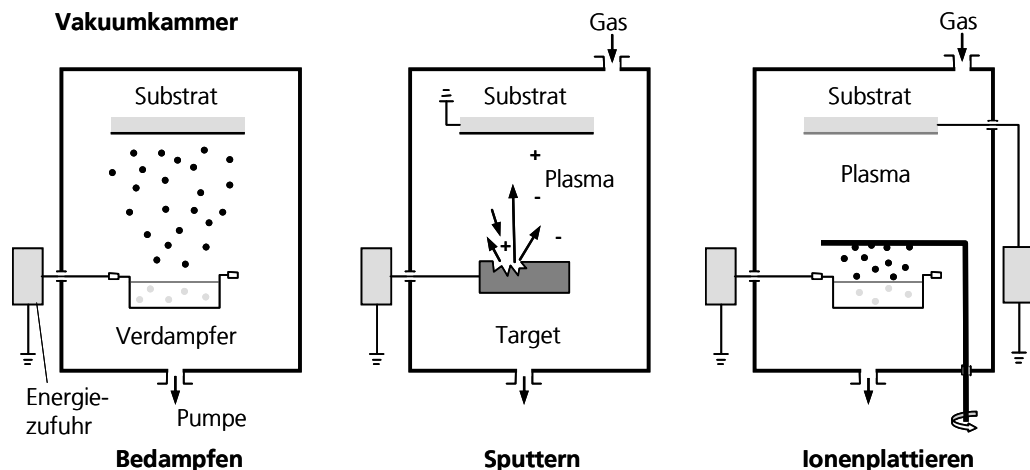 Vakuumkammer
Substrat
Verdampfer
Energie-
zufuhr
Pumpe
Bedampfen
Gas
Substrat
+
Plasma
-
+
-
Target
Sputtern
Gas
Substrat
Plasma
Ionenplattieren